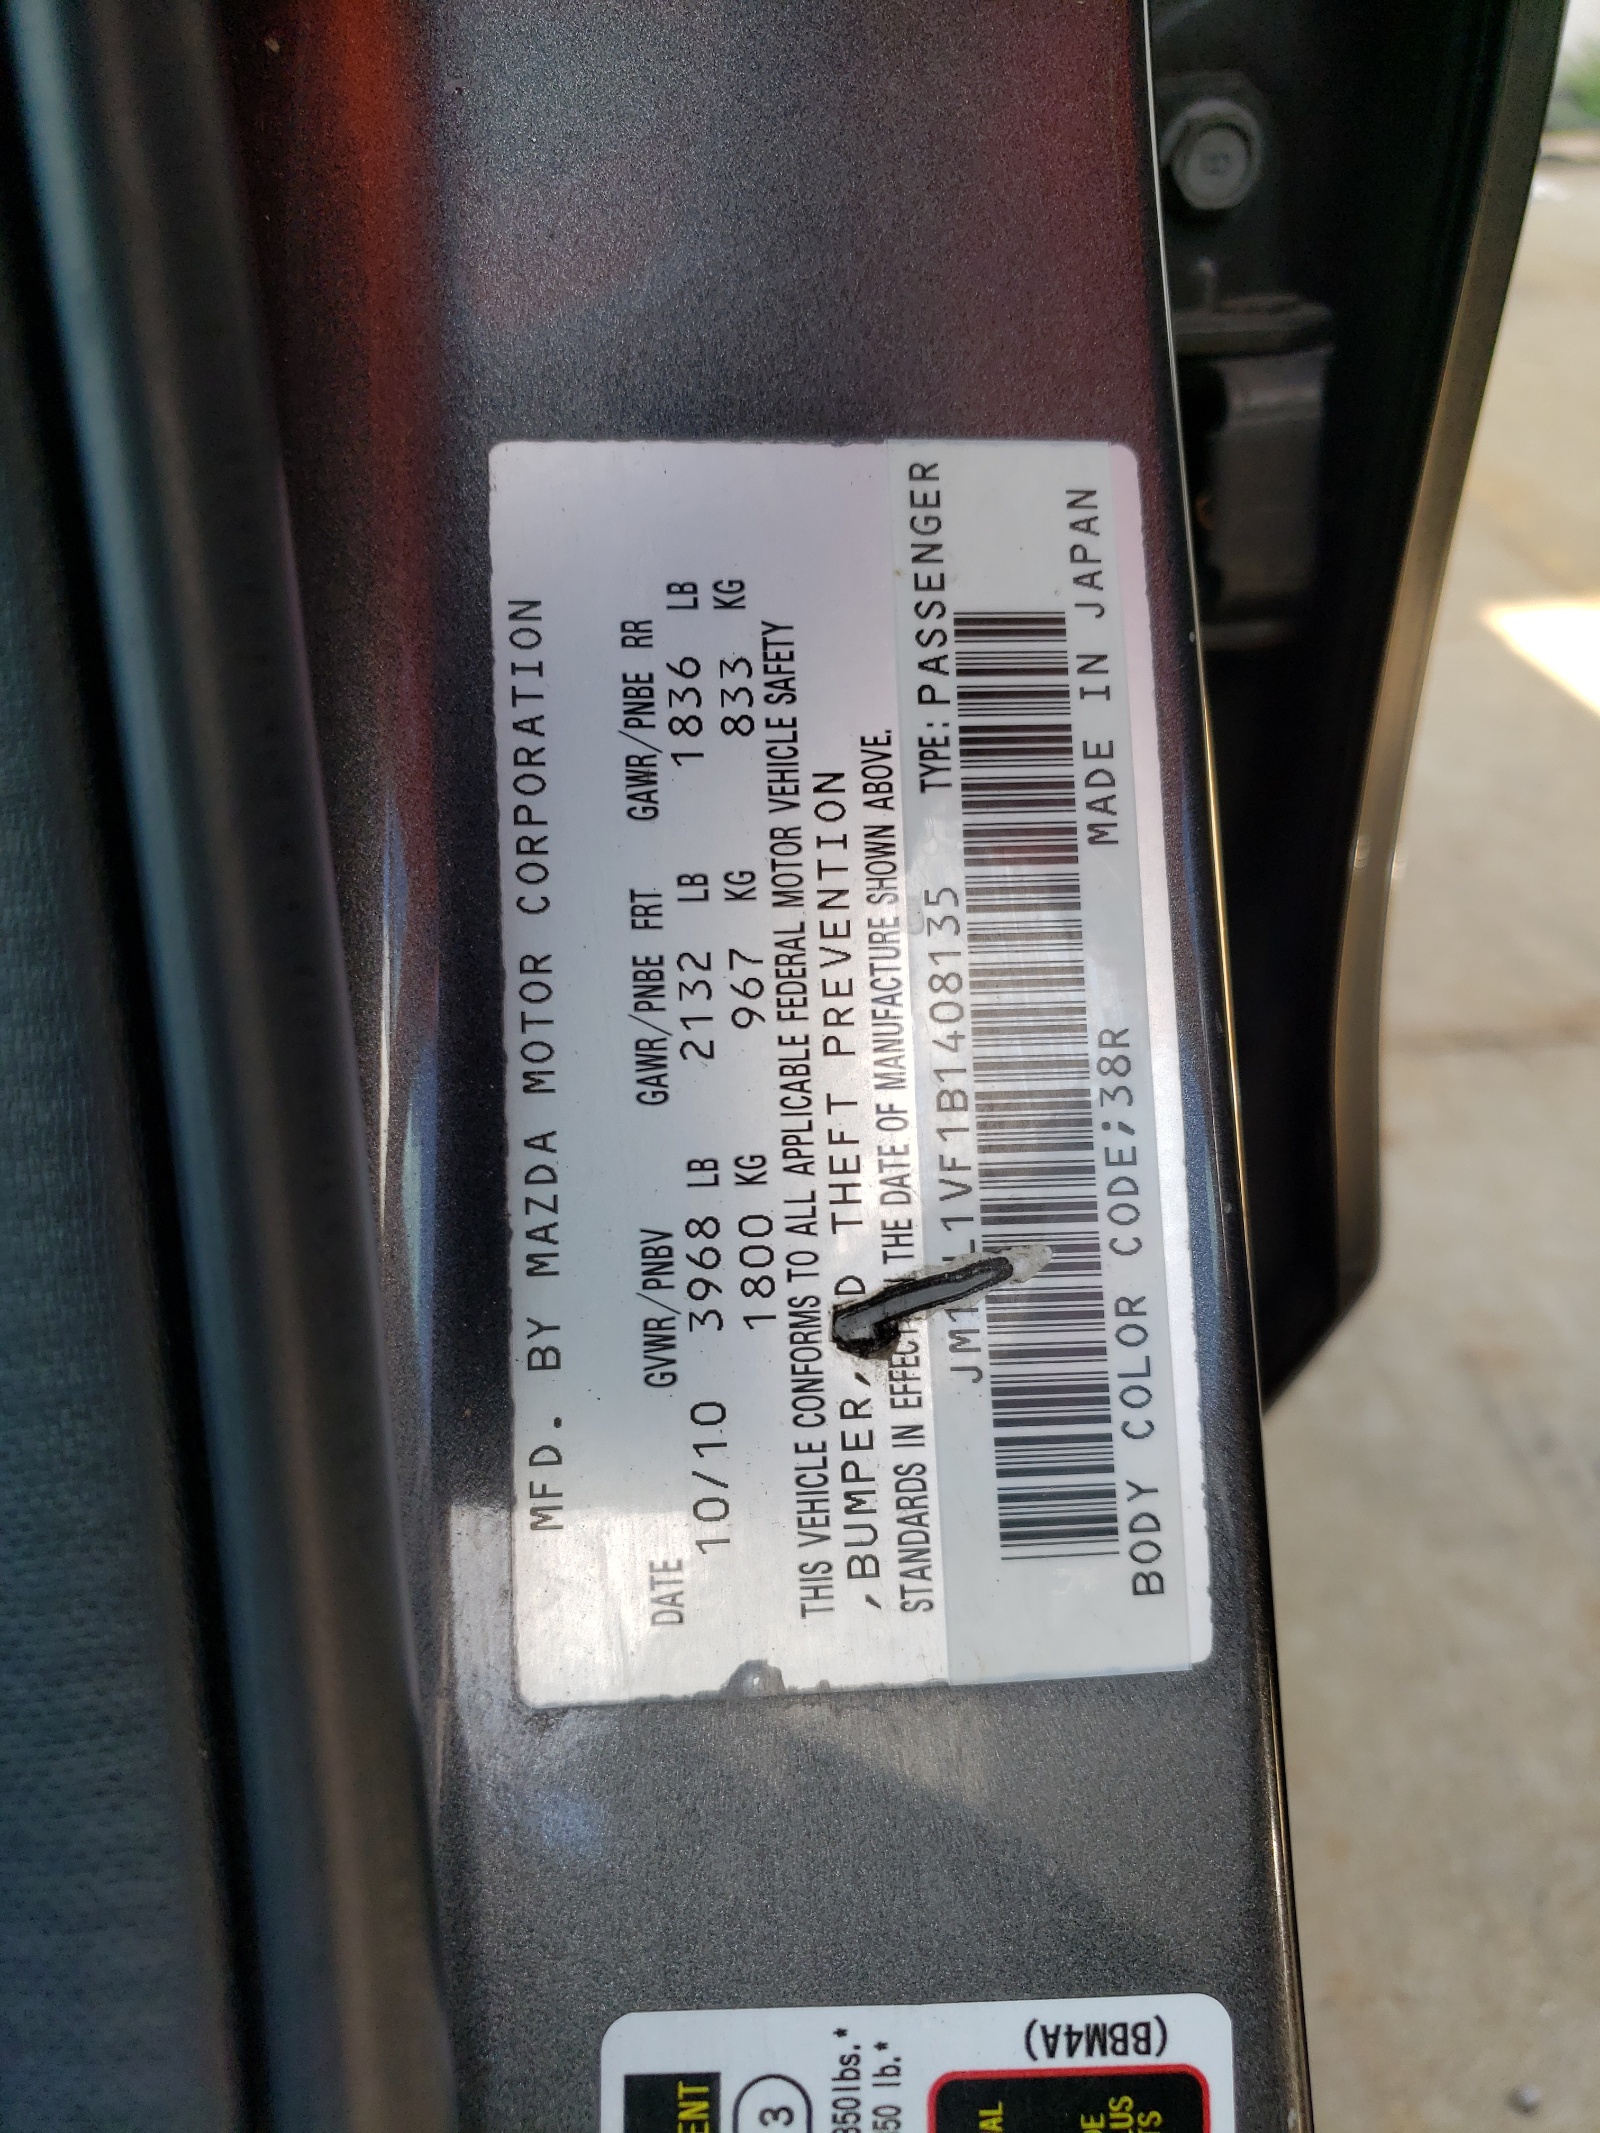 MFD. BY MAZDA MOTOR CORPORATION
DATE GVWR/PNBV GAWR/PNBE FRT GAWR/PNBE RR
10/10 3968 LB 2132 LB 1836 LB
1800 KG 967 KG 833 KG
THIS VEHICLE CONFORMS TO ALL APPLICABLE FEDERAL MOTOR VEHICLE SAFETY
,BUMPER, THEFT PREVENTION
STANDARDS IN THE DATE OF MANUFACTURE SHOWN ABOVE.
TYPE:PASSENGER
BODY COLOR CODE;38R MADE IN JAPAN
(BBM4A)
3
850lbs.*